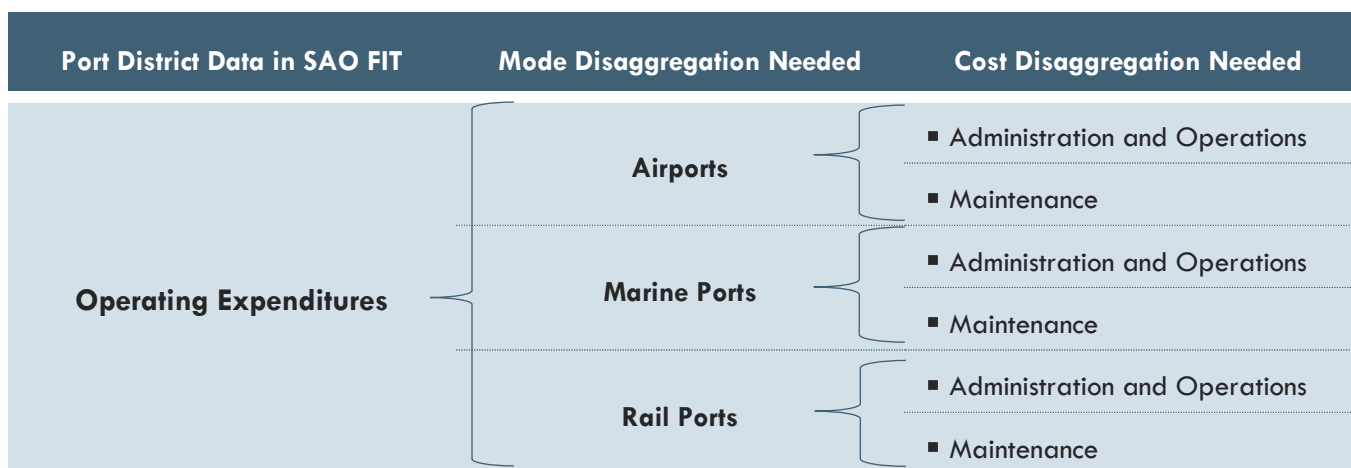 Port District Data in SAO FIT Mode Disaggregation Needed Cost Disaggregation Needed
Operating Expenditures
Airports
▪ Administration and Operations
▪ Maintenance
Marine Ports
▪ Administration and Operations
▪ Maintenance
Rail Ports
▪ Administration and Operations
▪ Maintenance